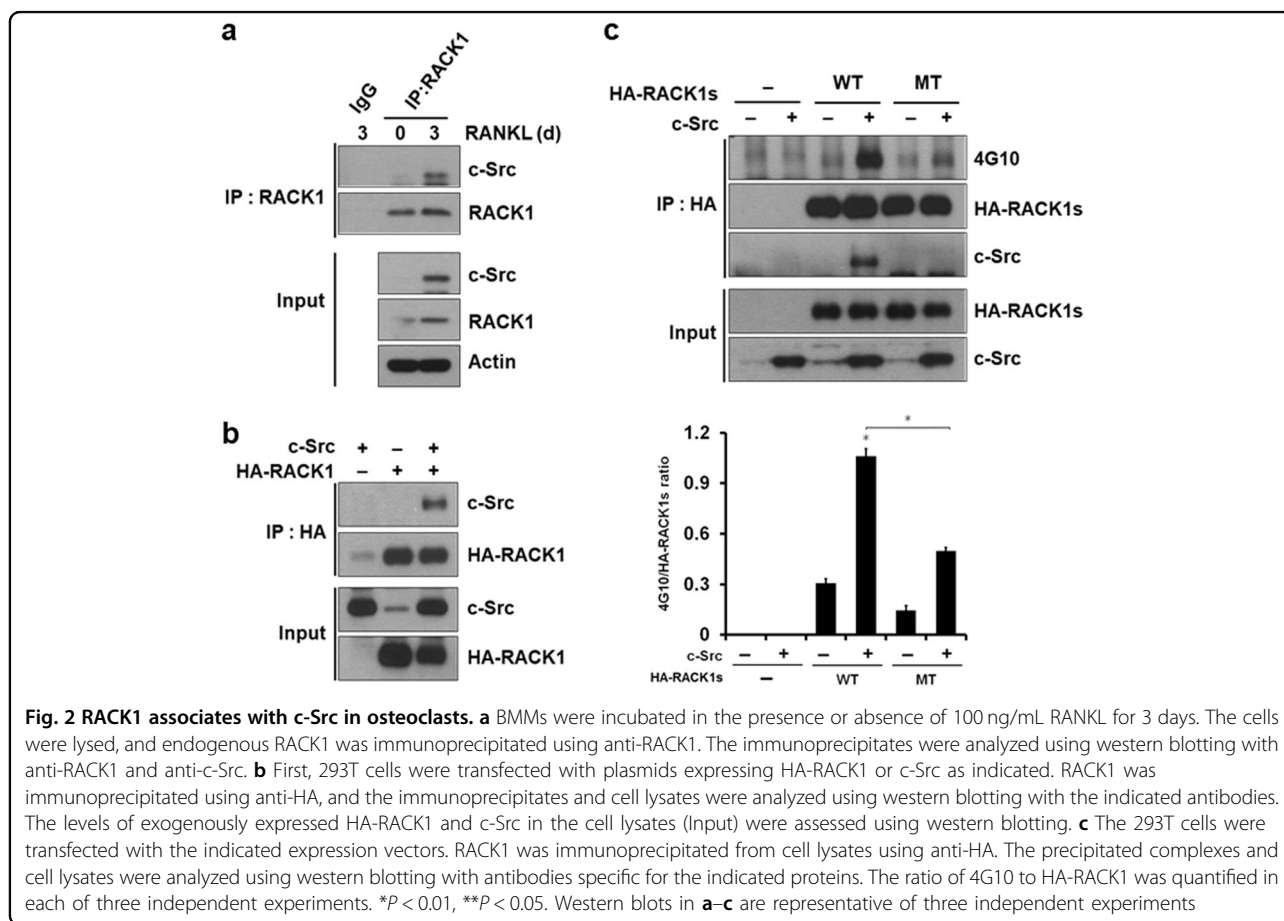 a
IgG
IP:RACK1
3 0 3 RANKL (d)
IP : RACK1
c-Src
RACK1
Input
c-Src
RACK1
Actin
b
c-Src + – +
HA-RACK1 – + +
IP : HA
c-Src
HA-RACK1
Input
c-Src
HA-RACK1
c
HA-RACK1s – WT MT
c-Src – + – + – +
IP : HA
4G10
HA-RACK1s
c-Src
Input
HA-RACK1s
c-Src
4G10/HA-RACK1s ratio
1.2
0.9
0.6
0.3
0
*
*
c-Src – + – + – +
HA-RACK1s – WT MT
Fig. 2 RACK1 associates with c-Src in osteoclasts. a BMMs were incubated in the presence or absence of 100 ng/mL RANKL for 3 days. The cells
were lysed, and endogenous RACK1 was immunoprecipitated using anti-RACK1. The immunoprecipitates were analyzed using western blotting with
anti-RACK1 and anti-c-Src. b First, 293T cells were transfected with plasmids expressing HA-RACK1 or c-Src as indicated. RACK1 was
immunoprecipitated using anti-HA, and the immunoprecipitates and cell lysates were analyzed using western blotting with the indicated antibodies.
The levels of exogenously expressed HA-RACK1 and c-Src in the cell lysates (Input) were assessed using western blotting. c The 293T cells were
transfected with the indicated expression vectors. RACK1 was immunoprecipitated from cell lysates using anti-HA. The precipitated complexes and
cell lysates were analyzed using western blotting with antibodies specific for the indicated proteins. The ratio of 4G10 to HA-RACK1 was quantified in
each of three independent experiments. *P < 0.01, **P < 0.05. Western blots in a–c are representative of three independent experiments